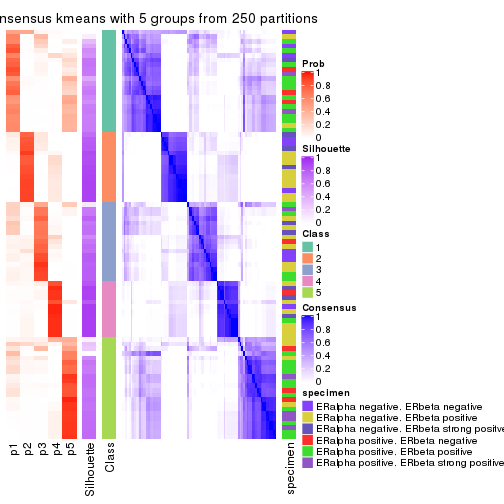 nsensus kmeans with 5 groups from 250 partitions
Prob
1
0.8
0.6
0.4
0.2
0
Silhouette
1
0.8
0.6
0.4
0.2
0
Class
1
2
3
4
5
Consensus
1
0.8
0.6
0.4
0.2
0
specimen
ERalpha negative. ERbeta negative
ERalpha negative. ERbeta positive
ERalpha negative. ERbeta strong positive
ERalpha positive. ERbeta negative
ERalpha positive. ERbeta positive
ERalpha positive. ERbeta strong positive
p1
p2
p3
p4
p5
Silhouette
Class
specimen